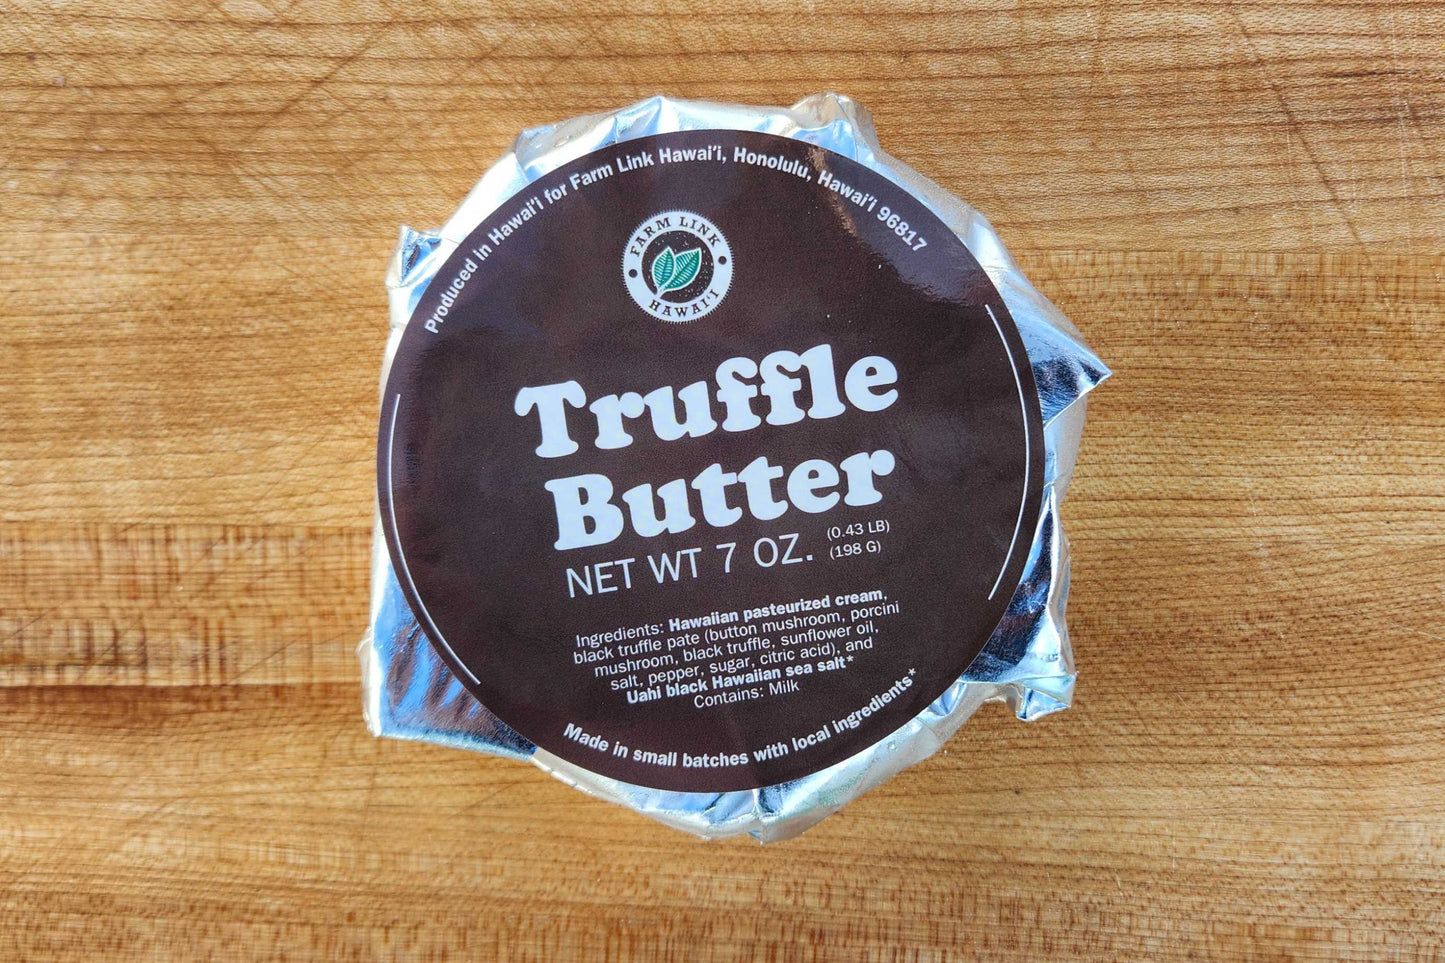 Produced in Hawai'i for Farm Link Hawai'i, Honolulu, Hawai'i 96817
FARM LINK
HAWAI'I
Truffle
Butter
NET WT 7 OZ. (0.43 LB)
(198 G)
Ingredients: Hawaiian pasteurized cream,
black truffle pate (button mushroom, porcini
mushroom, black truffle, sunflower oil,
salt, pepper, sugar, citric acid), and
Uahi black Hawaiian sea salt*
Contains: Milk
Made in small batches with local ingredients*